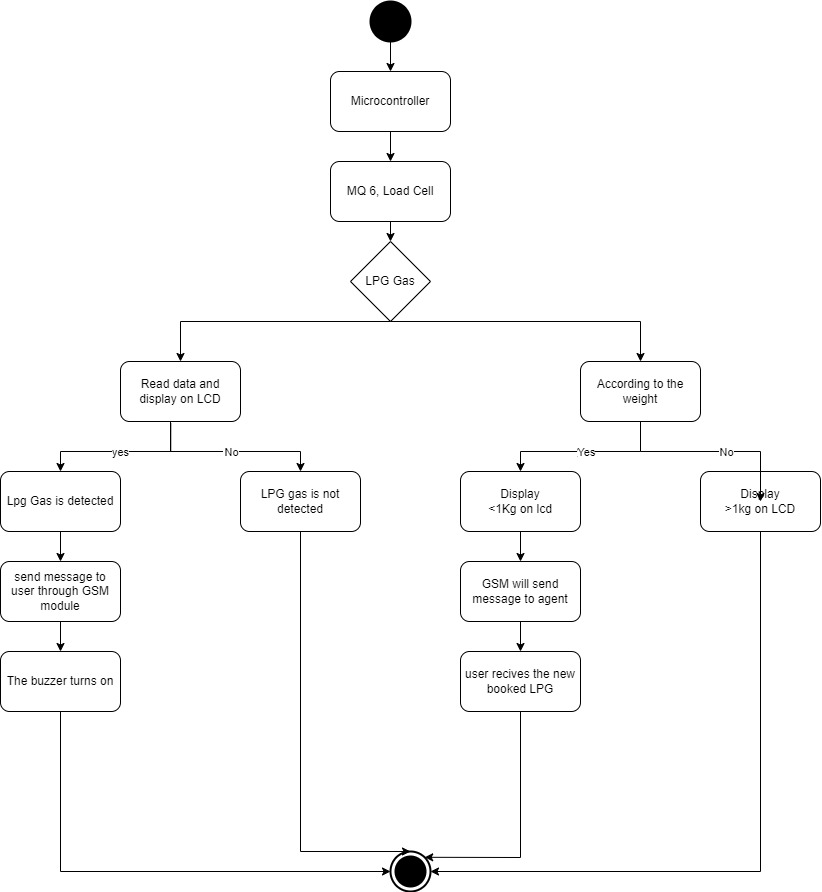 Microcontroller
MQ 6, Load Cell
LPG Gas
Read data and
display on LCD
According to the
weight
yes
No
Yes
No
Lpg Gas is detected
LPG gas is not
detected
Display
<1Kg on lcd
Display
>1kg on LCD
send message to
user through GSM
module
GSM will send
message to agent
The buzzer turns on
user recives the new
booked LPG